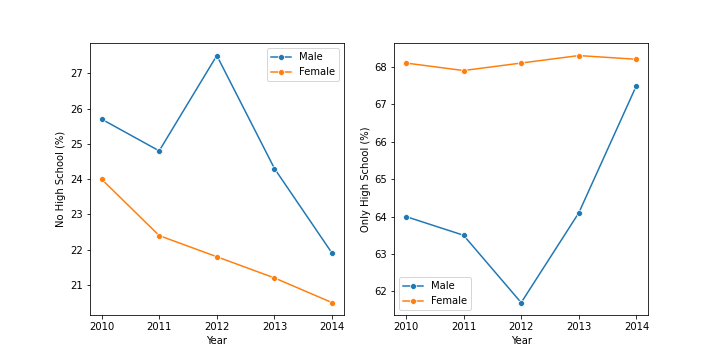 No High School (%)
27
26
25
24
23
22
21
2010 2011 2012 2013 2014
Year
Male
Female
Only High School (%)
68
67
66
65
64
63
62
2010 2011 2012 2013 2014
Year
Male
Female